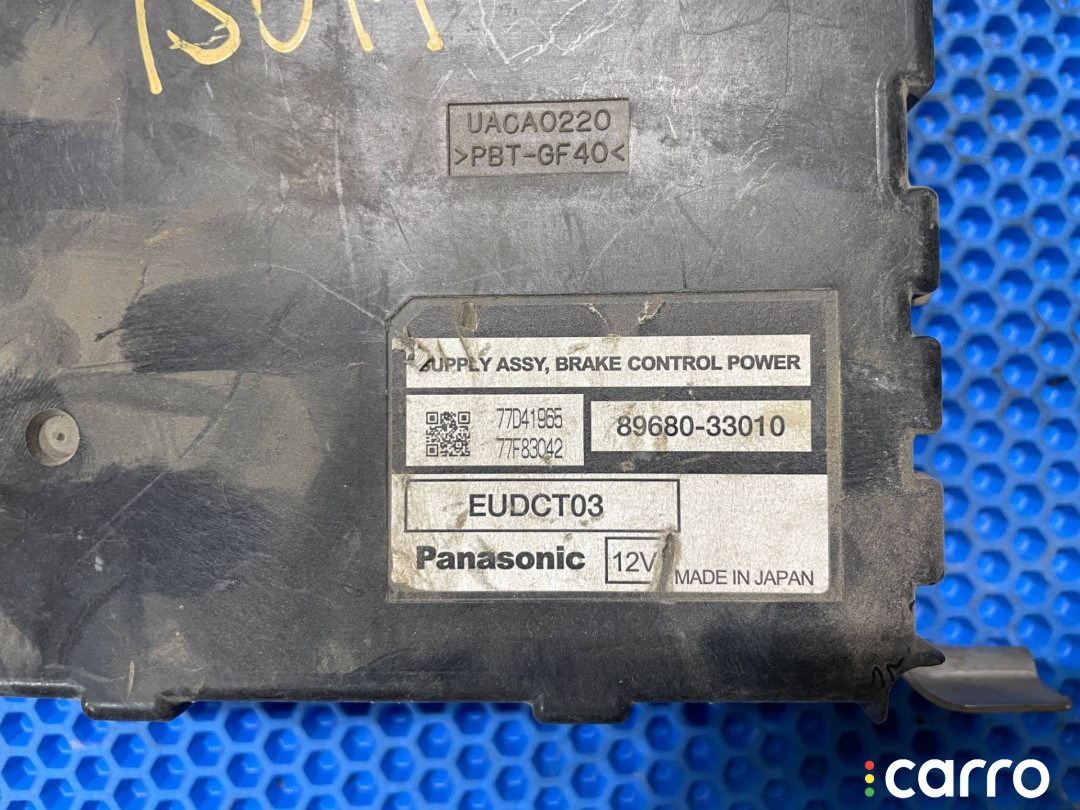 UACA0220
>PBT-GF40<
SUPPLY ASSY, BRAKE CONTROL POWER
77D41965
77F83042
89680-33010
EUDCT03
Panasonic
12V
MADE IN JAPAN
carro